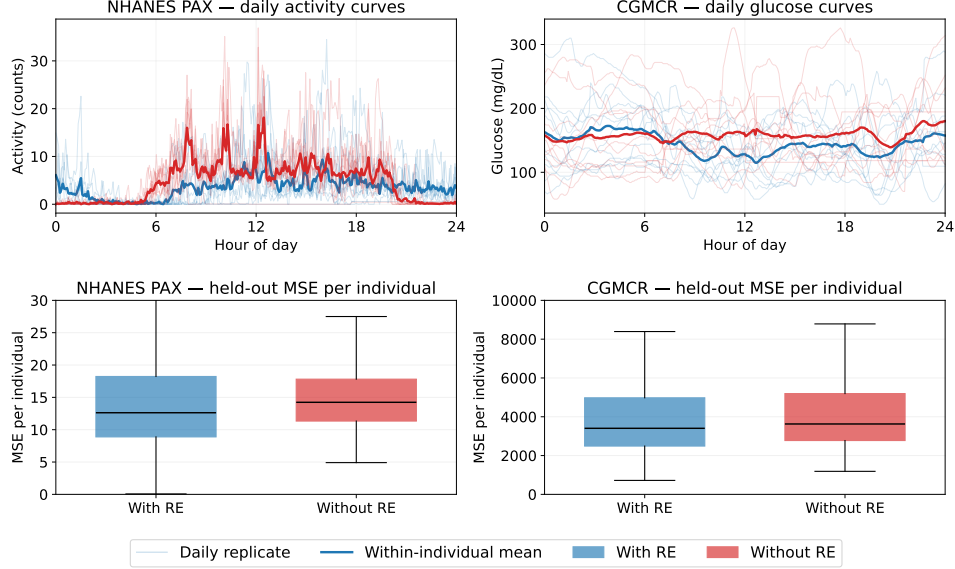 NHANES PAX — daily activity curves
Activity (counts)
30
20
10
0
0 6 12 18 24
Hour of day
CGMCR — daily glucose curves
Glucose (mg/dL)
300
200
100
0 6 12 18 24
Hour of day
NHANES PAX — held-out MSE per individual
MSE per individual
30
25
20
15
10
5
0
With RE Without RE
CGMCR — held-out MSE per individual
MSE per individual
10000
8000
6000
4000
2000
0
With RE Without RE
Daily replicate Within-individual mean With RE Without RE